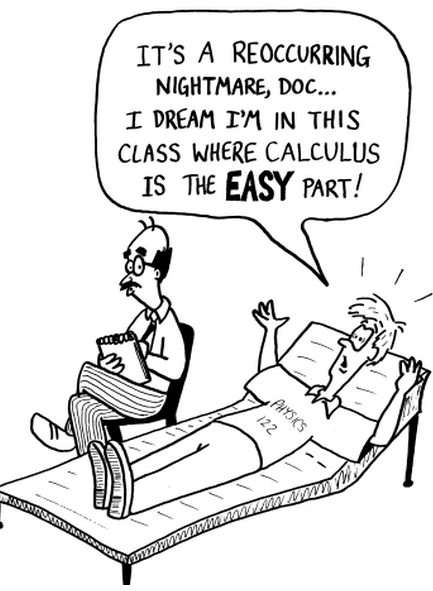 IT'S A REOCCURRING
NIGHTMARE, DOC...
I DREAM I'M IN THIS
CLASS WHERE CALCULUS
IS THE EASY PART!
PHYSICS
122